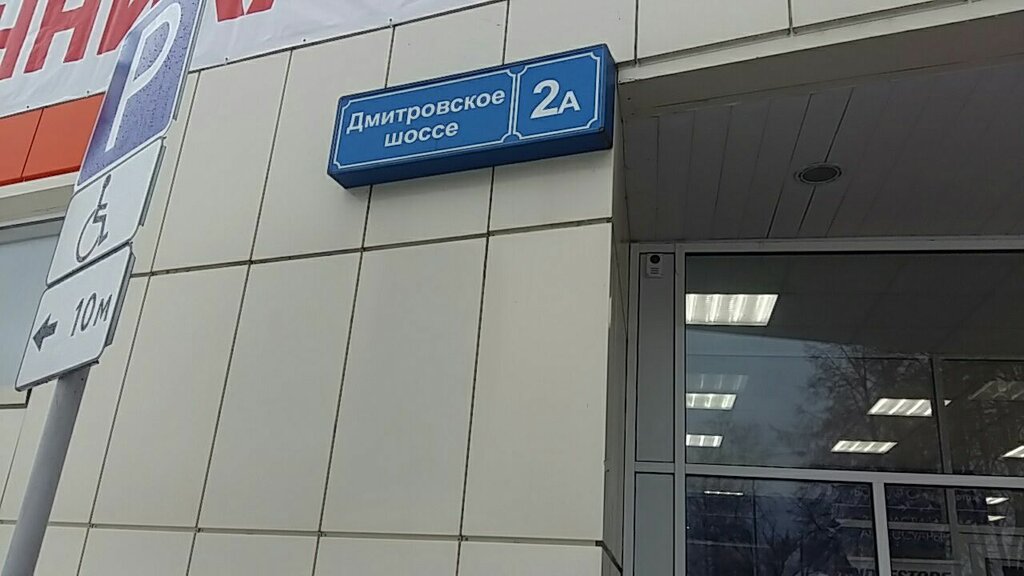 Дмитровское
шоссе
2А
P
10м